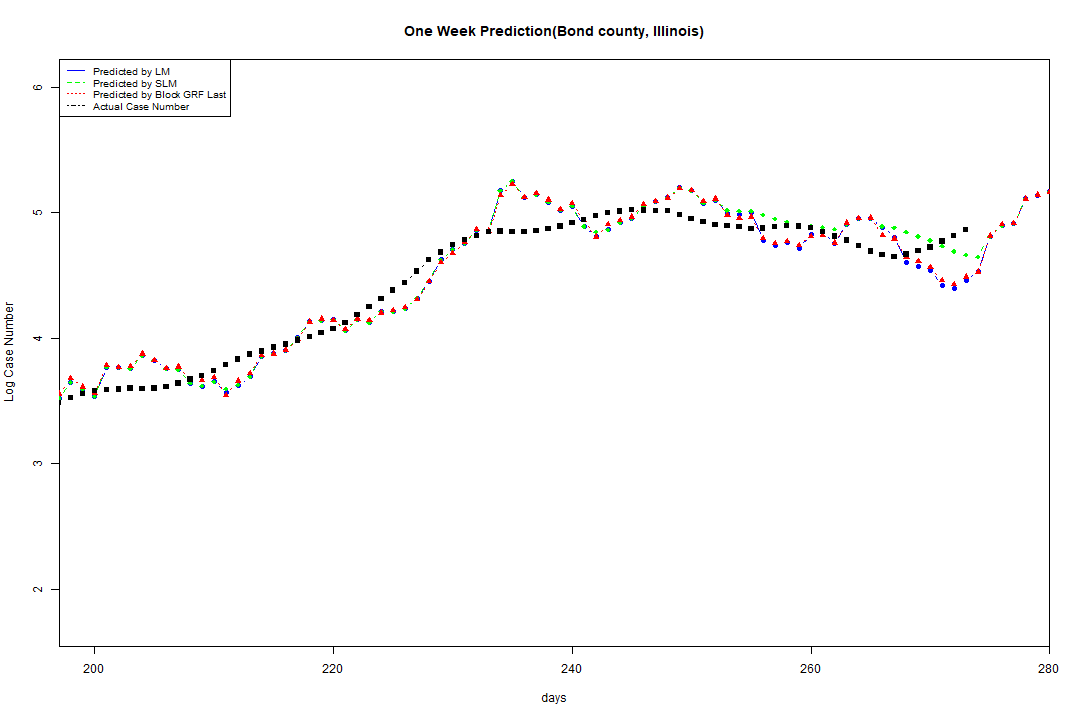 One Week Prediction(Bond county, Illinois)
Predicted by LM
Predicted by SLM
Predicted by Block GRF Last
Actual Case Number
6
5
4
3
2
Log Case Number
200
220
240
260
280
days